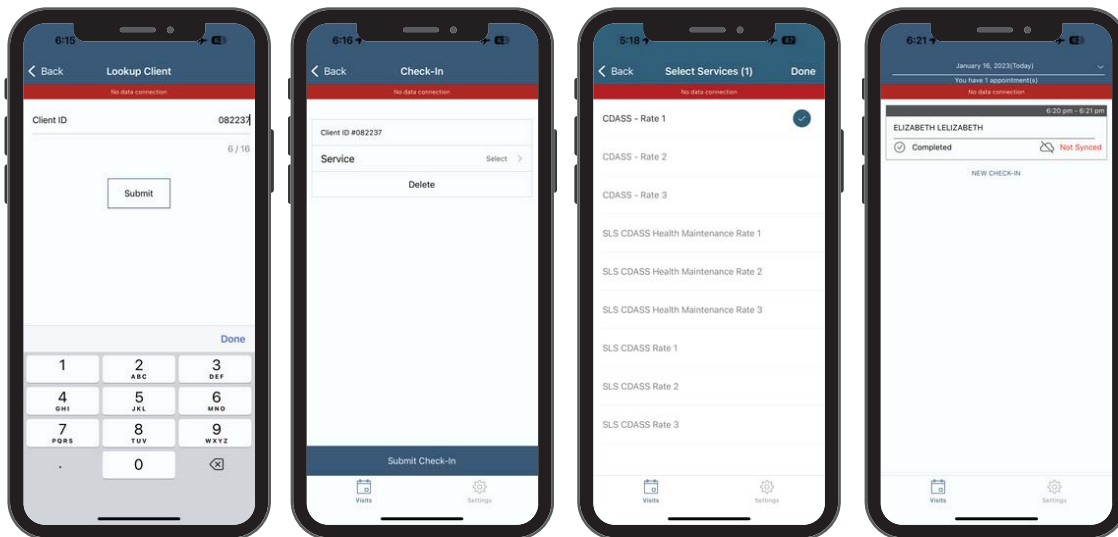 6:15
Back Lookup Client
No data connection
Client ID 082237
6 / 16
Submit
Done
1 2 3
ABC DEF
4 5 6
GHI JKL MNO
7 8 9
PQRS TUV WXYZ
. 0
6:16
Back Check-In
No data connection
Client ID #082237
Service Select
Delete
Submit Check-In
Visits Settings
5:18 67
Back Select Services (1) Done
No data connection
CDASS - Rate 1
CDASS - Rate 2
CDASS - Rate 3
SLS CDASS Health Maintenance Rate 1
SLS CDASS Health Maintenance Rate 2
SLS CDASS Health Maintenance Rate 3
SLS CDASS Rate 1
SLS CDASS Rate 2
SLS CDASS Rate 3
Visits Settings
6:21
January 16, 2023(Today)
You have 1 appointment(s)
No data connection
6:20 pm - 6:21 pm
ELIZABETH LELIZABETH
Completed Not Synced
NEW CHECK-IN
Visits Settings